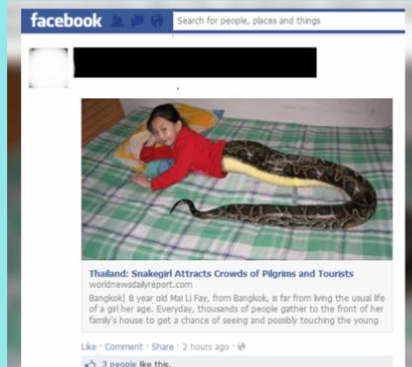 facebook Search for people, places and things
Thailand: Snakegirl Attracts Crowds of Pilgrims and Tourists
worldnewsdailyreport.com
Bangkok| 8 year old Mai Li Fay, from Bangkok, is far from living the usual life
of a girl her age. Everyday, thousands of people gather to the front of her
family's house to get a chance of seeing and possibly touching the young
Like · Comment · Share · 2 hours ago ·
3 people like this.